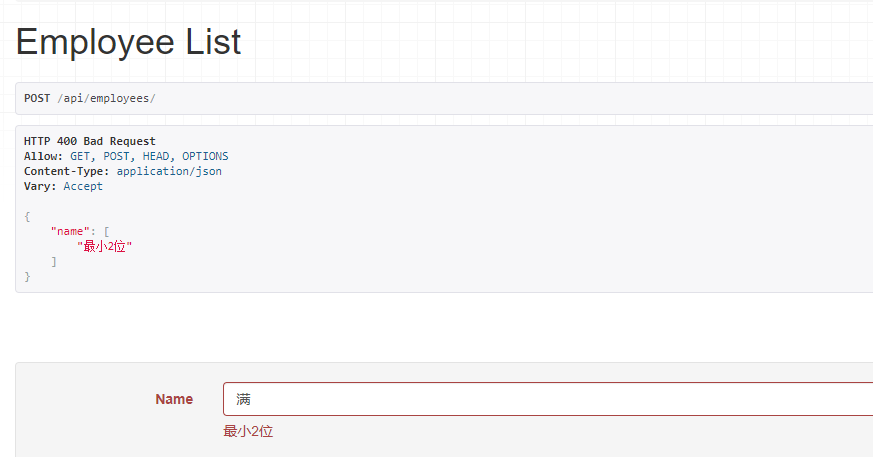 Employee List
POST /api/employees/
HTTP 400 Bad Request
Allow: GET, POST, HEAD, OPTIONS
Content-Type: application/json
Vary: Accept
{
    "name": [
        "最小2位"
    ]
}
Name 满
最小2位